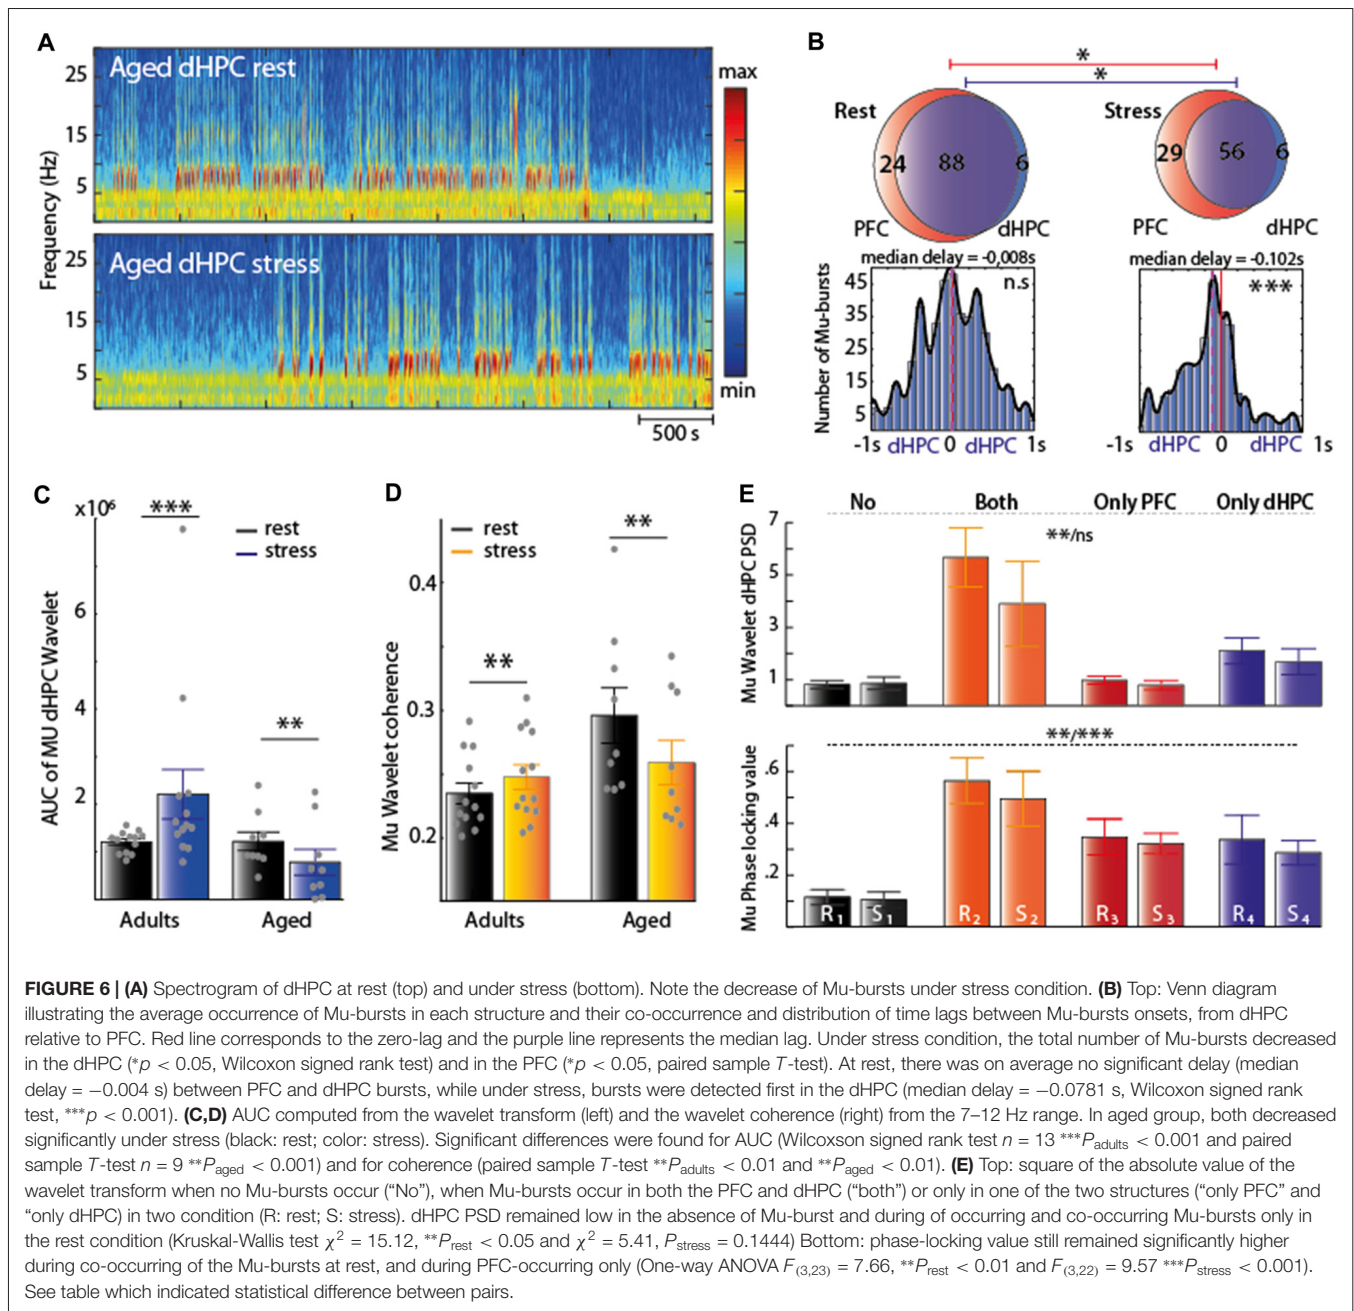 A
Aged dHPC rest
25
15
5
Frequency (Hz)
Aged dHPC stress
25
15
5
500 s
max
min
B
*
*
Rest
24
88
6
PFC
dHPC
Stress
29
56
6
PFC
dHPC
median delay = -0,008s
n.s
45
35
25
15
5
Number of Mu-bursts
-1s
dHPC
0
dHPC
1s
median delay = -0.102s
***
-1s
dHPC
0
dHPC
1s
C
x10⁶
***
rest
stress
6
4
2
**
AUC of MU dHPC Wavelet
Adults
Aged
D
rest
stress
**
**
0.4
0.3
0.2
Mu Wavelet coherence
Adults
Aged
E
No
Both
Only PFC
Only dHPC
7
5
3
1
**/ns
Mu Wavelet dHPC PSD
**/***
.6
.4
.2
Mu Phase locking value
R₁
S₁
R₂
S₂
R₃
S₃
R₄
S₄
FIGURE 6 | (A) Spectrogram of dHPC at rest (top) and under stress (bottom). Note the decrease of Mu-bursts under stress condition. (B) Top: Venn diagram
illustrating the average occurrence of Mu-bursts in each structure and their co-occurrence and distribution of time lags between Mu-bursts onsets, from dHPC
relative to PFC. Red line corresponds to the zero-lag and the purple line represents the median lag. Under stress condition, the total number of Mu-bursts decreased
in the dHPC (*p < 0.05, Wilcoxon signed rank test) and in the PFC (*p < 0.05, paired sample T-test). At rest, there was on average no significant delay (median
delay = −0.004 s) between PFC and dHPC bursts, while under stress, bursts were detected first in the dHPC (median delay = −0.0781 s, Wilcoxon signed rank
test, ***p < 0.001). (C,D) AUC computed from the wavelet transform (left) and the wavelet coherence (right) from the 7–12 Hz range. In aged group, both decreased
significantly under stress (black: rest; color: stress). Significant differences were found for AUC (Wilcoxson signed rank test n = 13 ***Padults < 0.001 and paired
sample T-test n = 9 **Paged < 0.001) and for coherence (paired sample T-test **Padults < 0.01 and **Paged < 0.01). (E) Top: square of the absolute value of the
wavelet transform when no Mu-bursts occur (“No”), when Mu-bursts occur in both the PFC and dHPC (“both”) or only in one of the two structures (“only PFC” and
“only dHPC) in two condition (R: rest; S: stress). dHPC PSD remained low in the absence of Mu-burst and during of occurring and co-occurring Mu-bursts only in
the rest condition (Kruskal-Wallis test χ² = 15.12, **Prest < 0.05 and χ² = 5.41, Pstress = 0.1444) Bottom: phase-locking value still remained significantly higher
during co-occurring of the Mu-bursts at rest, and during PFC-occurring only (One-way ANOVA F(3,23) = 7.66, **Prest < 0.01 and F(3,22) = 9.57 ***Pstress < 0.001).
See table which indicated statistical difference between pairs.